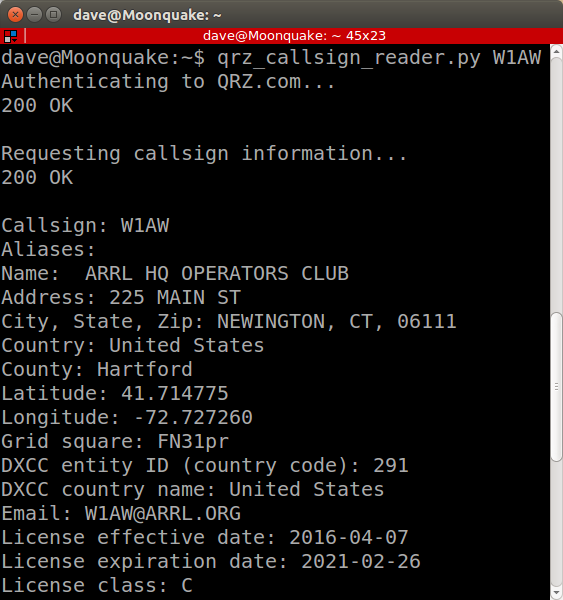 dave@Moonquake: ~
dave@Moonquake: ~ 45x23
dave@Moonquake:~$ qrz_callsign_reader.py W1AW
Authenticating to QRZ.com...
200 OK
Requesting callsign information...
200 OK
Callsign: W1AW
Aliases:
Name:  ARRL HQ OPERATORS CLUB
Address: 225 MAIN ST
City, State, Zip: NEWINGTON, CT, 06111
Country: United States
County: Hartford
Latitude: 41.714775
Longitude: -72.727260
Grid square: FN31pr
DXCC entity ID (country code): 291
DXCC country name: United States
Email: W1AW@ARRL.ORG
License effective date: 2016-04-07
License expiration date: 2021-02-26
License class: C